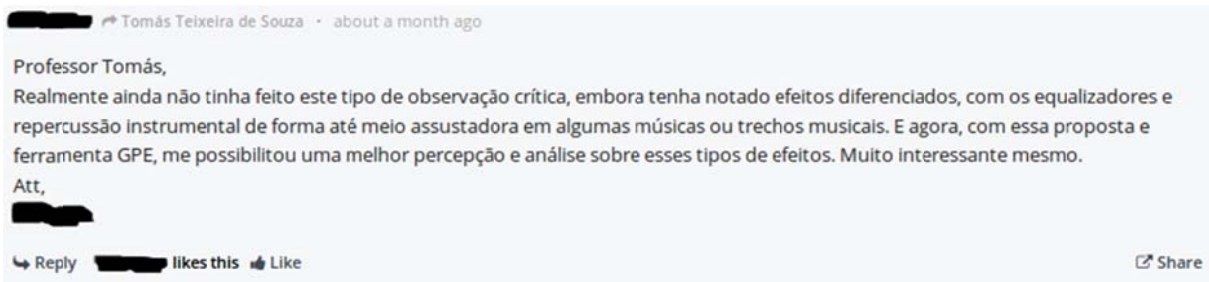 Tomás Teixeira de Souza · about a month ago
Professor Tomás,
Realmente ainda não tinha feito este tipo de observação crítica, embora tenha notado efeitos diferenciados, com os equalizadores e
repercussão instrumental de forma até meio assustadora em algumas músicas ou trechos musicais. E agora, com essa proposta e
ferramenta GPE, me possibilitou uma melhor percepção e análise sobre esses tipos de efeitos. Muito interessante mesmo.
Att,
Reply likes this Like Share